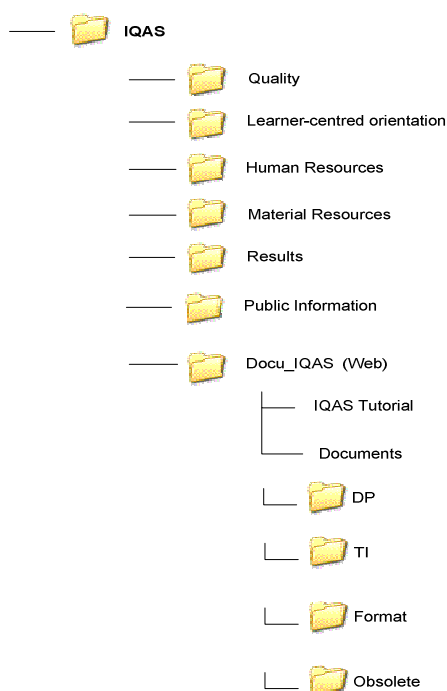 IQAS
Quality
Learner-centred orientation
Human Resources
Material Resources
Results
Public Information
Docu_IQAS (Web)
IQAS Tutorial
Documents
DP
TI
Format
Obsolete